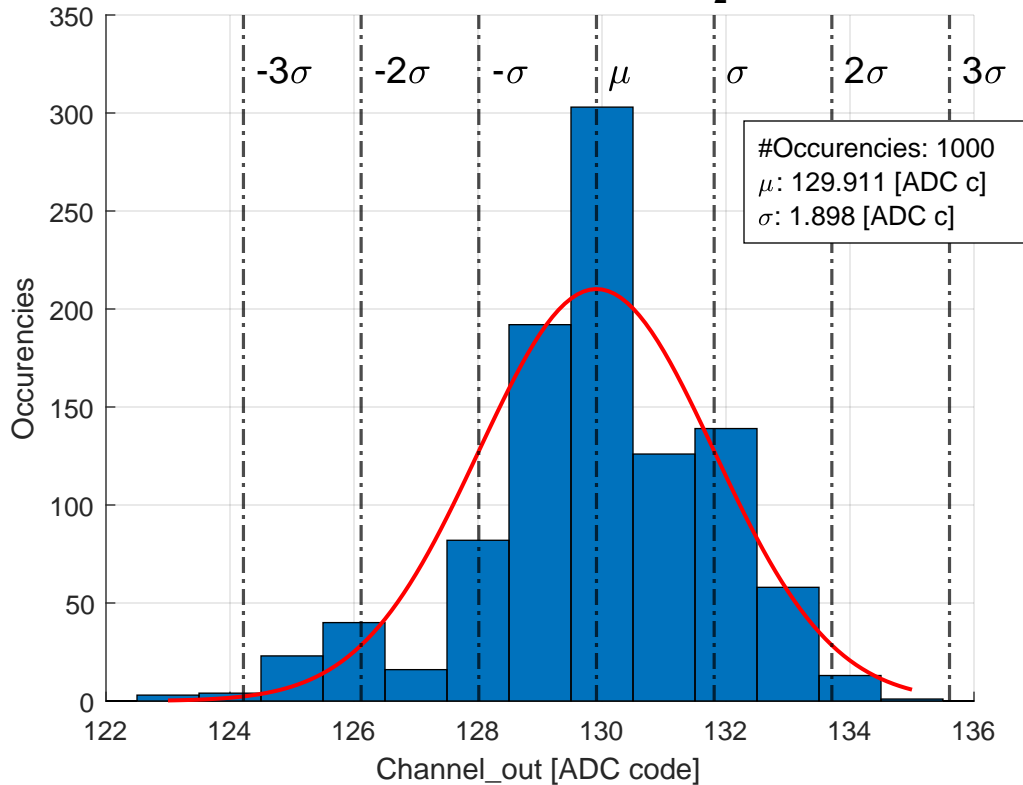 2
350
300
250
200
150
100
50
0
-3σ
-2σ
-σ
μ
σ
2σ
3σ
#Occurencies: 1000
μ: 129.911 [ADC c]
σ: 1.898 [ADC c]
Occurencies
122
124
126
128
130
132
134
136
Channel_out [ADC code]